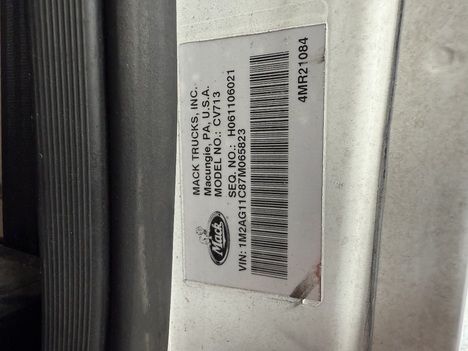 MACK TRUCKS, INC.
Macungie, PA, U.S.A.
MODEL NO.: CV713
SEQ. NO.: H061106021
Mack
VIN: 1M2AG11C87M065823
4MR21084